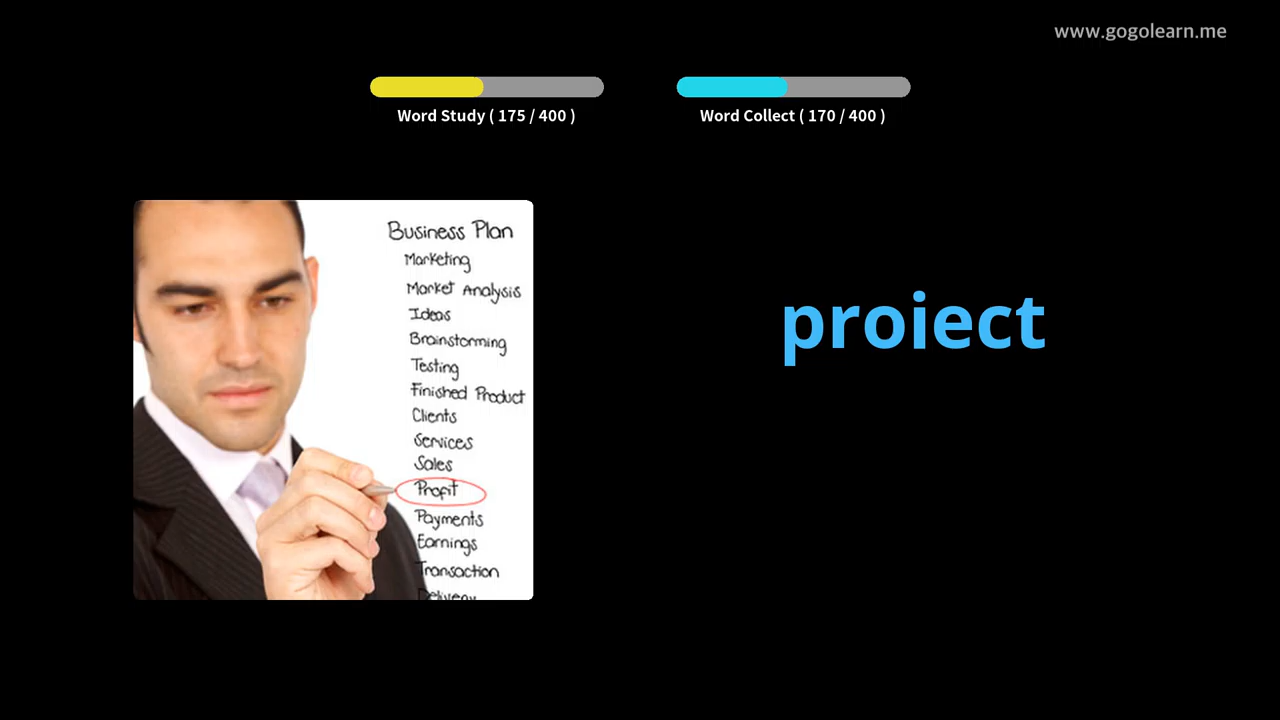 www.gogolearn.me
Word Study ( 175 / 400 )
Word Collect ( 170 / 400 )
Business Plan
Marketing
Market Analysis
Ideas
Brainstorming
Testing
Finished Product
Clients
Services
Sales
Profit
Payments
Earnings
Transaction
Delivery
proiect